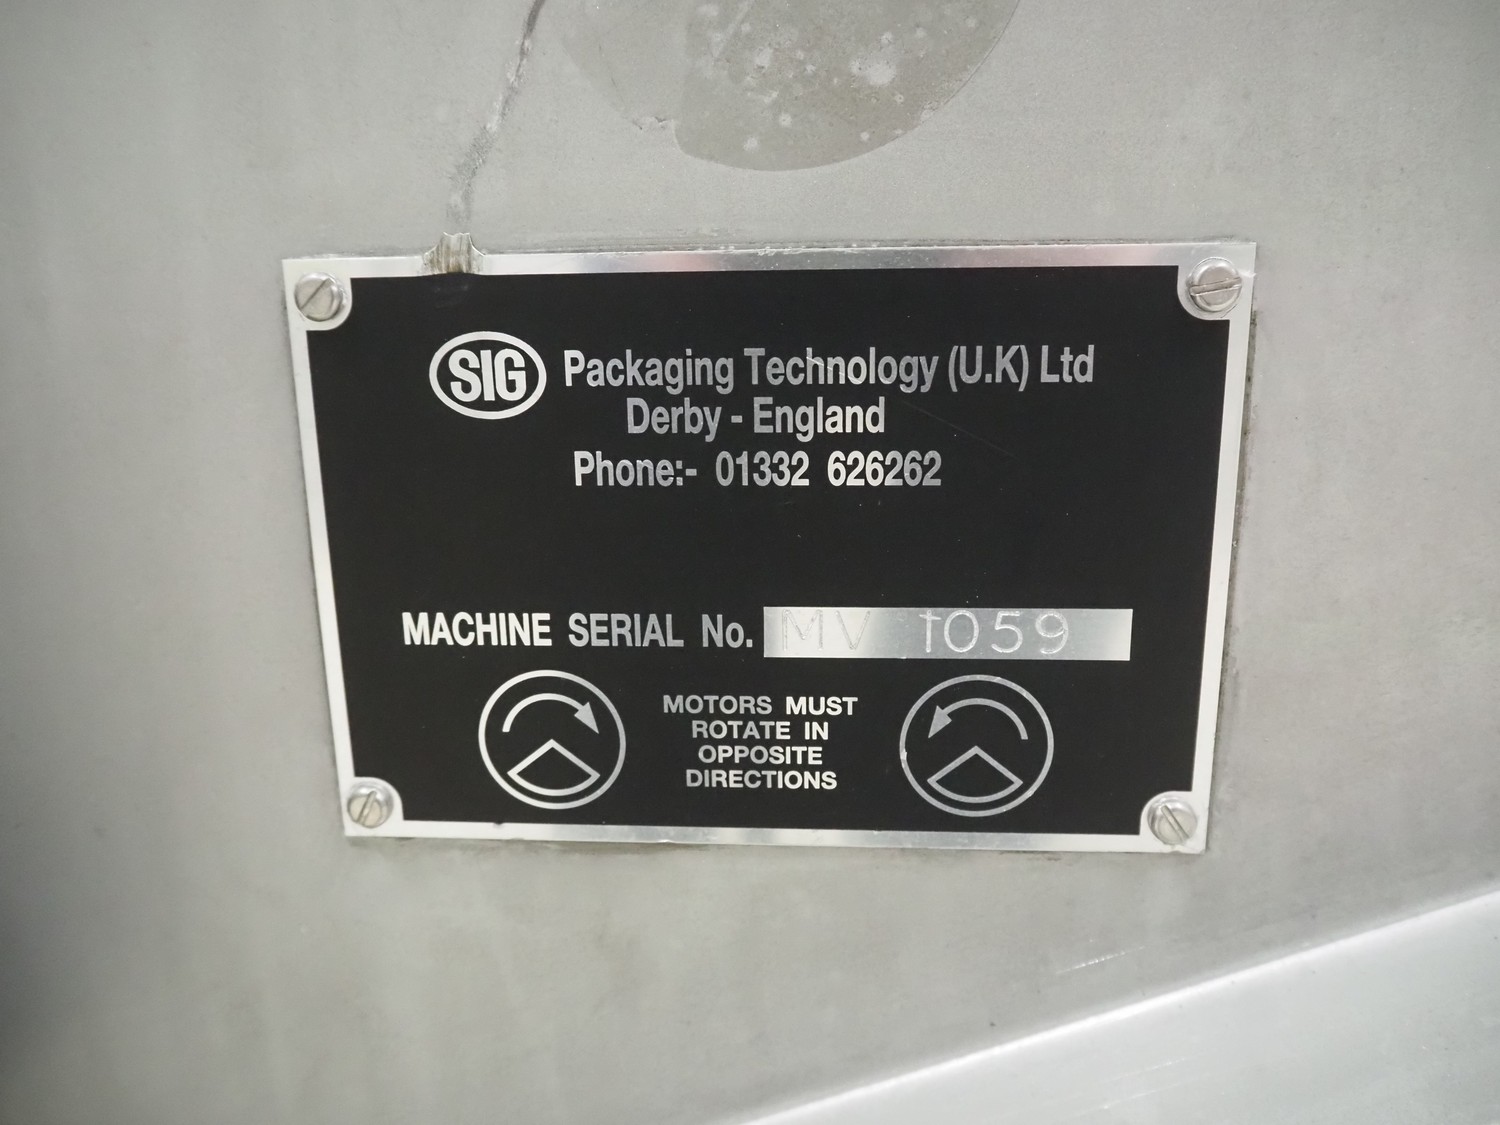 SIG Packaging Technology (U.K) Ltd
Derby - England
Phone:- 01332 626262
MACHINE SERIAL No. MV 1059
MOTORS MUST
ROTATE IN
OPPOSITE
DIRECTIONS